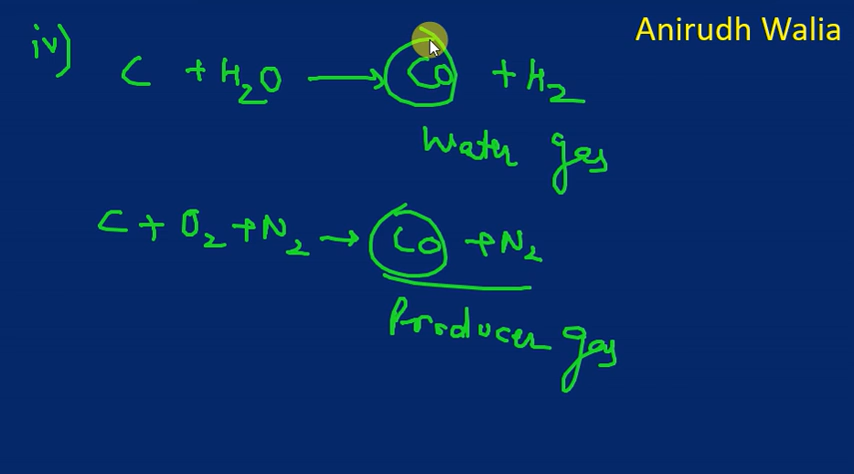 Anirudh Walia
iv)
C + H2O → Co + H2
Water gas
C + O2 + N2 → Co + N2
Producer gas